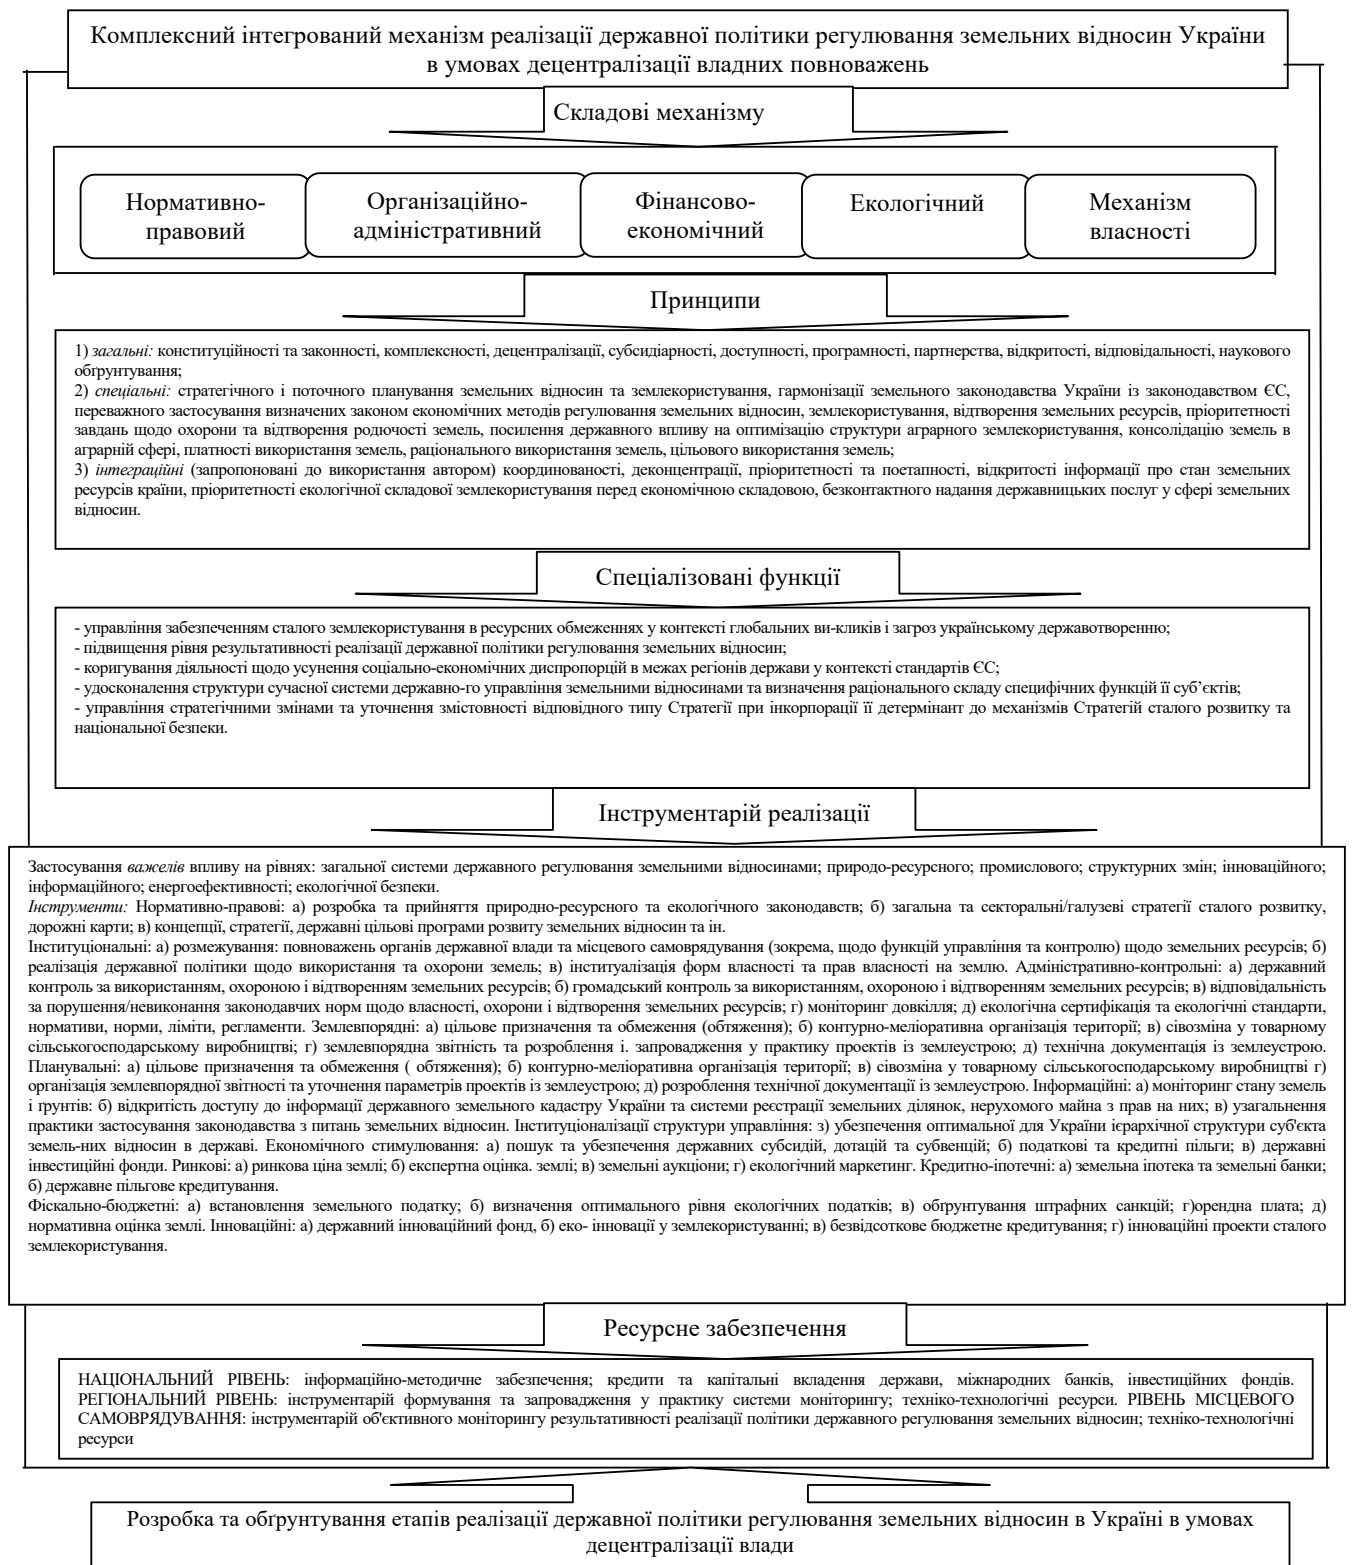 Комплексний інтегрований механізм реалізації державної політики регулювання земельних відносин України
в умовах децентралізації владних повноважень
Складові механізму
Нормативно-
правовий
Організаційно-
адміністративний
Фінансово-
економічний
Екологічний
Механізм
власності
Принципи
1) загальні: конституційності та законності, комплексності, децентралізації, субсидіарності, доступності, програмності, партнерства, відкритості, відповідальності, наукового
обґрунтування;
2) спеціальні: стратегічного і поточного планування земельних відносин та землекористування, гармонізації земельного законодавства України із законодавством ЄС,
переважного застосування визначених законом економічних методів регулювання земельних відносин, землекористування, відтворення земельних ресурсів, пріоритетності
завдань щодо охорони та відтворення родючості земель, посилення державного впливу на оптимізацію структури аграрного землекористування, консолідацію земель в
аграрній сфері, платності використання земель, раціонального використання земель, цільового використання земель;
3) інтеграційні (запропоновані до використання автором) координованості, деконцентрації, пріоритетності та поетапності, відкритості інформації про стан земельних
ресурсів країни, пріоритетності екологічної складової землекористування перед економічною складовою, безконтактного надання державницьких послуг у сфері земельних
відносин.
Спеціалізовані функції
- управління забезпеченням сталого землекористування в ресурсних обмеженнях у контексті глобальних ви-кликів і загроз українському державотворенню;
- підвищення рівня результативності реалізації державної політики регулювання земельних відносин;
- коригування діяльності щодо усунення соціально-економічних диспропорцій в межах регіонів держави у контексті стандартів ЄС;
- удосконалення структури сучасної системи державно-го управління земельними відносинами та визначення раціонального складу специфічних функцій її суб’єктів;
- управління стратегічними змінами та уточнення змістовності відповідного типу Стратегії при інкорпорації її детермінант до механізмів Стратегій сталого розвитку та
національної безпеки.
Інструментарій реалізації
Застосування важелів впливу на рівнях: загальної системи державного регулювання земельними відносинами; природо-ресурсного; промислового; структурних змін; інноваційного;
інформаційного; енергоефективності; екологічної безпеки.
Інструменти: Нормативно-правові: а) розробка та прийняття природно-ресурсного та екологічного законодавств; б) загальна та секторальні/галузеві стратегії сталого розвитку,
дорожні карти; в) концепції, стратегії, державні цільові програми розвиту земельних відносин та ін.
Інституціональні: а) розмежування: повноважень органів державної влади та місцевого самоврядування (зокрема, щодо функцій управління та контролю) щодо земельних ресурсів; б)
реалізація державної політики щодо використання та охорони земель; в) інституалізація форм власності та прав власності на землю. Адміністративно-контрольні: а) державний
контроль за використанням, охороною і відтворенням земельних ресурсів; б) громадський контроль за використанням, охороною і відтворенням земельних ресурсів; в) відповідальність
за порушення/невиконання законодавчих норм щодо власності, охорони і відтворення земельних ресурсів; г) моніторинг довкілля; д) екологічна сертифікація та екологічні стандарти,
нормативи, норми, ліміти, регламенти. Землевпорядні: а) цільове призначення та обмеження (обтяження); б) контурно-меліоративна організація території; в) сівозміна у товарному
сільськогосподарському виробництві; г) землевпорядна звітність та розроблення і. запровадження у практику проектів із землеустрою; д) технічна документація із землеустрою.
Планувальні: а) цільове призначення та обмеження ( обтяження); б) контурно-меліоративна організація території; в) сівозміна у товарному сільськогосподарському виробництві г)
організація землевпорядної звітності та уточнення параметрів проектів із землеустрою; д) розроблення технічної документації із землеустрою. Інформаційні: а) моніторинг стану земель
і ґрунтів: б) відкритість доступу до інформації державного земельного кадастру України та системи реєстрації земельних ділянок, нерухомого майна з прав на них; в) узагальнення
практики застосування законодавства з питань земельних відносин. Інституціоналізації структури управління: з) убезпечення оптимальної для України ієрархічної структури суб'єкта
земель-них відносин в державі. Економічного стимулювання: а) пошук та убезпечення державних субсидій, дотацій та субвенцій; б) податкові та кредитні пільги; в) державні
інвестиційні фонди. Ринкові: а) ринкова ціна землі; б) експертна оцінка. землі; в) земельні аукціони; г) екологічний маркетинг. Кредитно-іпотечні: а) земельна іпотека та земельні банки;
б) державне пільгове кредитування.
Фіскально-бюджетні: а) встановлення земельного податку; б) визначення оптимального рівня екологічних податків; в) обґрунтування штрафних санкцій; г)орендна плата; д)
нормативна оцінка землі. Інноваційні: а) державний інноваційний фонд, б) еко- інновації у землекористуванні; в) безвідсоткове бюджетне кредитування; г) інноваційні проекти сталого
землекористування.
Ресурсне забезпечення
НАЦІОНАЛЬНИЙ РІВЕНЬ: інформаційно-методичне забезпечення; кредити та капітальні вкладення держави, міжнародних банків, інвестиційних фондів.
РЕГІОНАЛЬНИЙ РІВЕНЬ: інструментарій формування та запровадження у практику системи моніторингу; техніко-технологічні ресурси. РІВЕНЬ МІСЦЕВОГО
САМОВРЯДУВАННЯ: інструментарій об'єктивного моніторингу результативності реалізації політики державного регулювання земельних відносин; техніко-технологічні
ресурси
Розробка та обґрунтування етапів реалізації державної політики регулювання земельних відносин в Україні в умовах
децентралізації влади